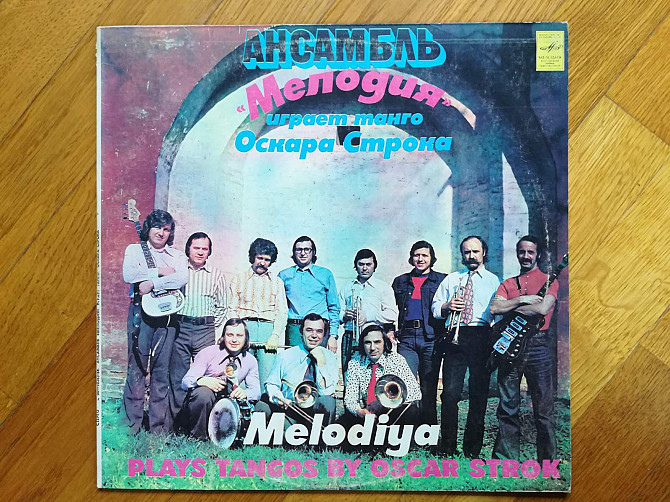 АНСАМБЛЬ
«Мелодия»
играет танго
Оскара Строка
Melodiya
PLAYS TANGOS BY OSCAR STROK